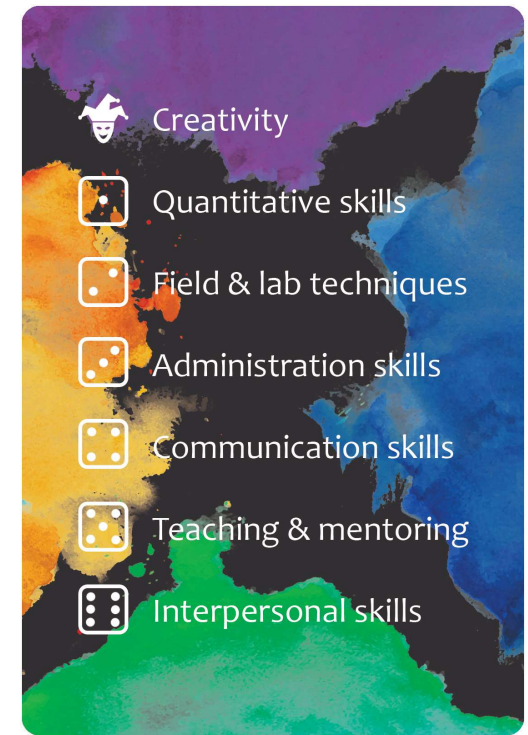 Creativity
Quantitative skills
Field & lab techniques
Administration skills
Communication skills
Teaching & mentoring
Interpersonal skills